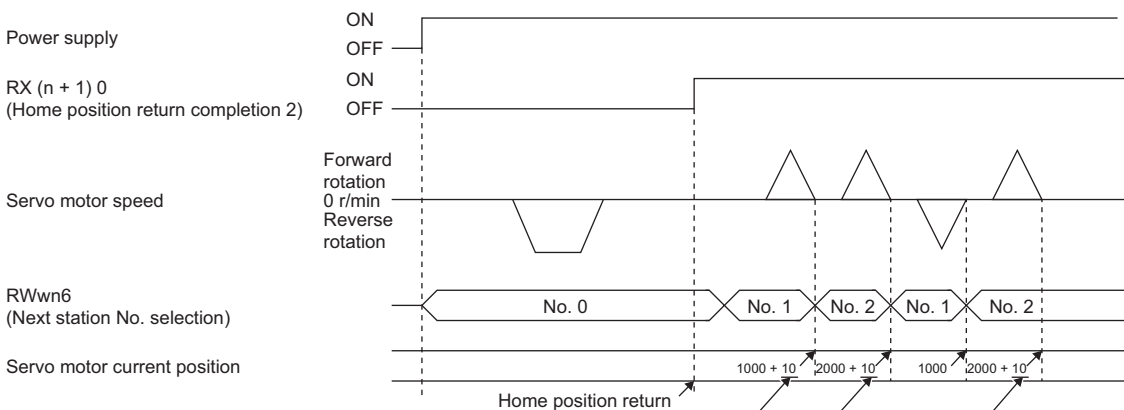 ON
Power supply
OFF
RX (n + 1) 0
ON
(Home position return completion 2)
OFF
Forward
rotation
0 r/min
Servo motor speed
Reverse
rotation
RWwn6
(Next station No. selection)
No. 0
No. 1
No. 2
No. 1
No. 2
Servo motor current position
1000 + 10
2000 + 10
1000
2000 + 10
Home position return